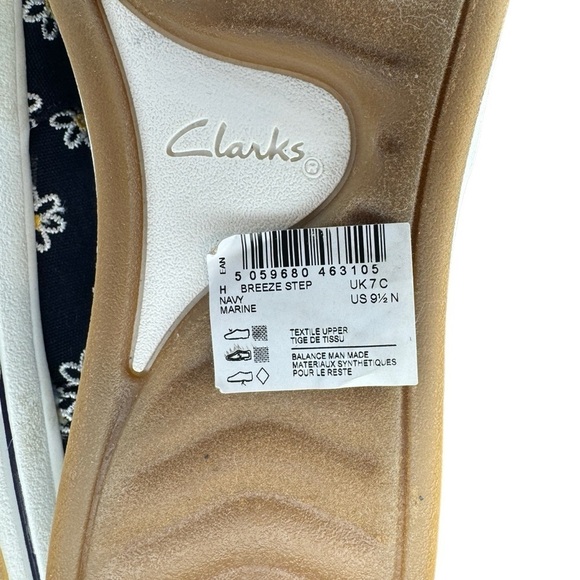 Clarks®
EAN
5 059680 463105
H BREEZE STEP UK 7 C
NAVY US 9½ N
MARINE
TEXTILE UPPER
TIGE DE TISSU
BALANCE MAN MADE
MATERIAUX SYNTHETIQUES
POUR LE RESTE